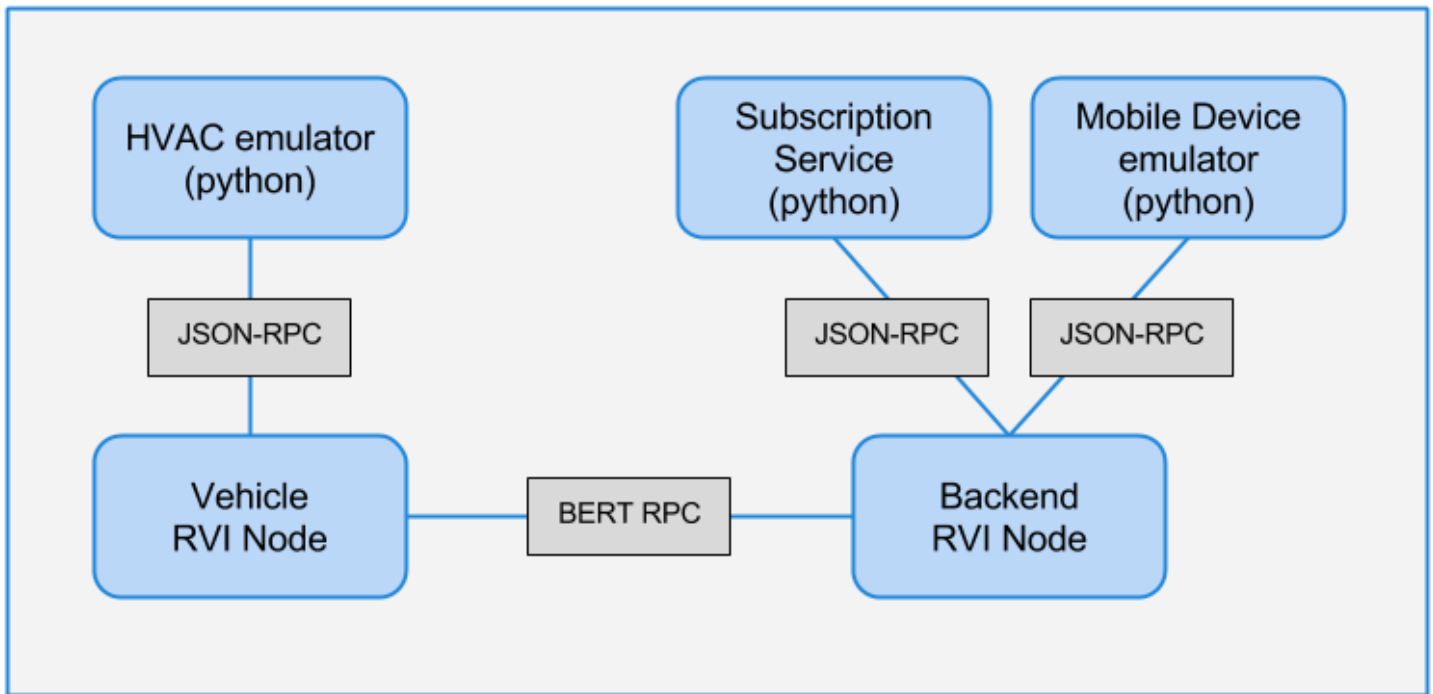 HVAC emulator
(python)
Subscription
Service
(python)
Mobile Device
emulator
(python)
JSON-RPC
JSON-RPC
JSON-RPC
Vehicle
RVI Node
BERT RPC
Backend
RVI Node